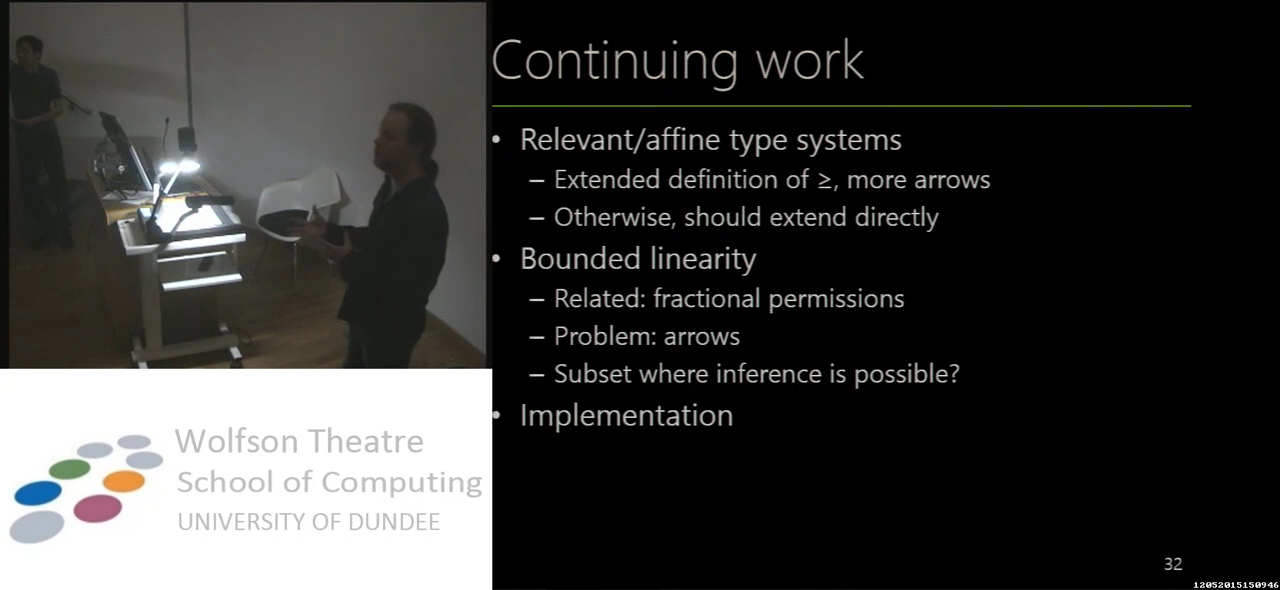 Continuing work
• Relevant/affine type systems
– Extended definition of ≥, more arrows
– Otherwise, should extend directly
• Bounded linearity
– Related: fractional permissions
– Problem: arrows
– Subset where inference is possible?
• Implementation
Wolfson Theatre
School of Computing
UNIVERSITY OF DUNDEE
32
12052015150946